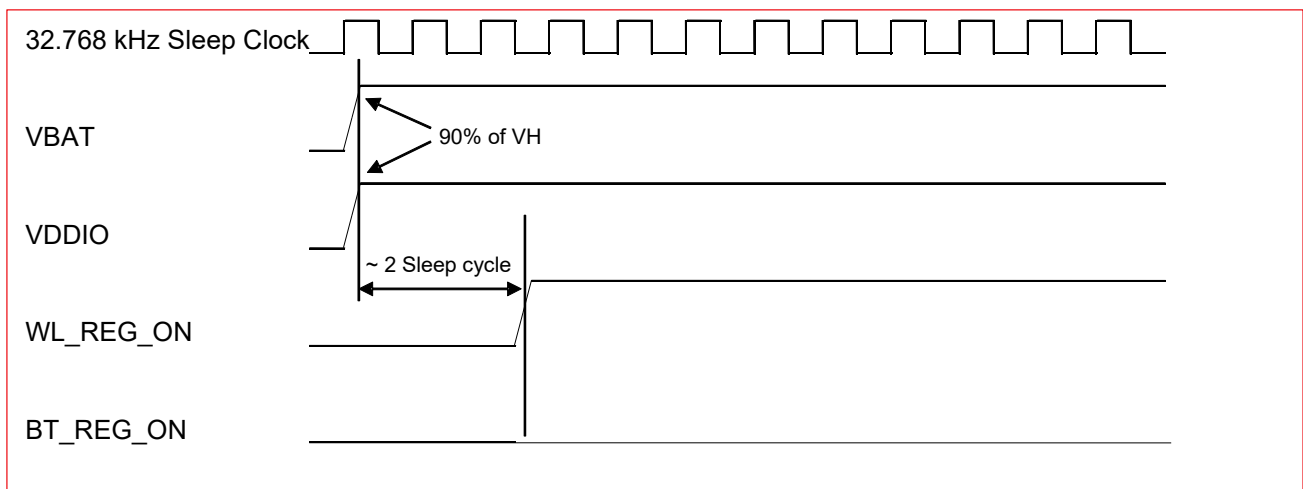 32.768 kHz Sleep Clock
VBAT
90% of VH
VDDIO
~ 2 Sleep cycle
WL_REG_ON
BT_REG_ON